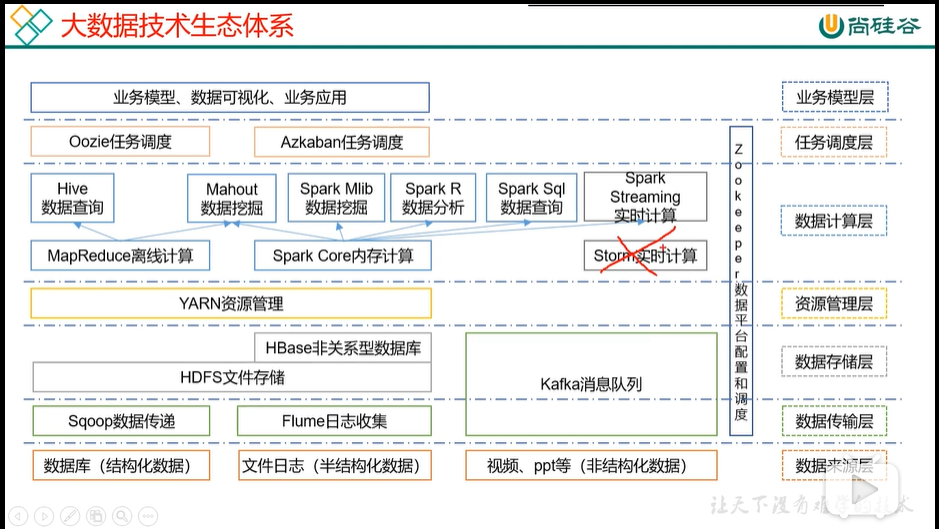 大数据技术生态体系
尚硅谷
业务模型、数据可视化、业务应用
业务模型层
Oozie任务调度
Azkaban任务调度
任务调度层
Hive
数据查询
Mahout
数据挖掘
Spark Mlib
数据挖掘
Spark R
数据分析
Spark Sql
数据查询
Spark
Streaming
实时计算
数据计算层
MapReduce离线计算
Spark Core内存计算
Storm实时计算
Zookeeper数据平台配置和调度
YARN资源管理
资源管理层
HBase非关系型数据库
HDFS文件存储
Kafka消息队列
数据存储层
Sqoop数据传递
Flume日志收集
数据传输层
数据库（结构化数据）
文件日志（半结构化数据）
视频、ppt等（非结构化数据）
数据来源层